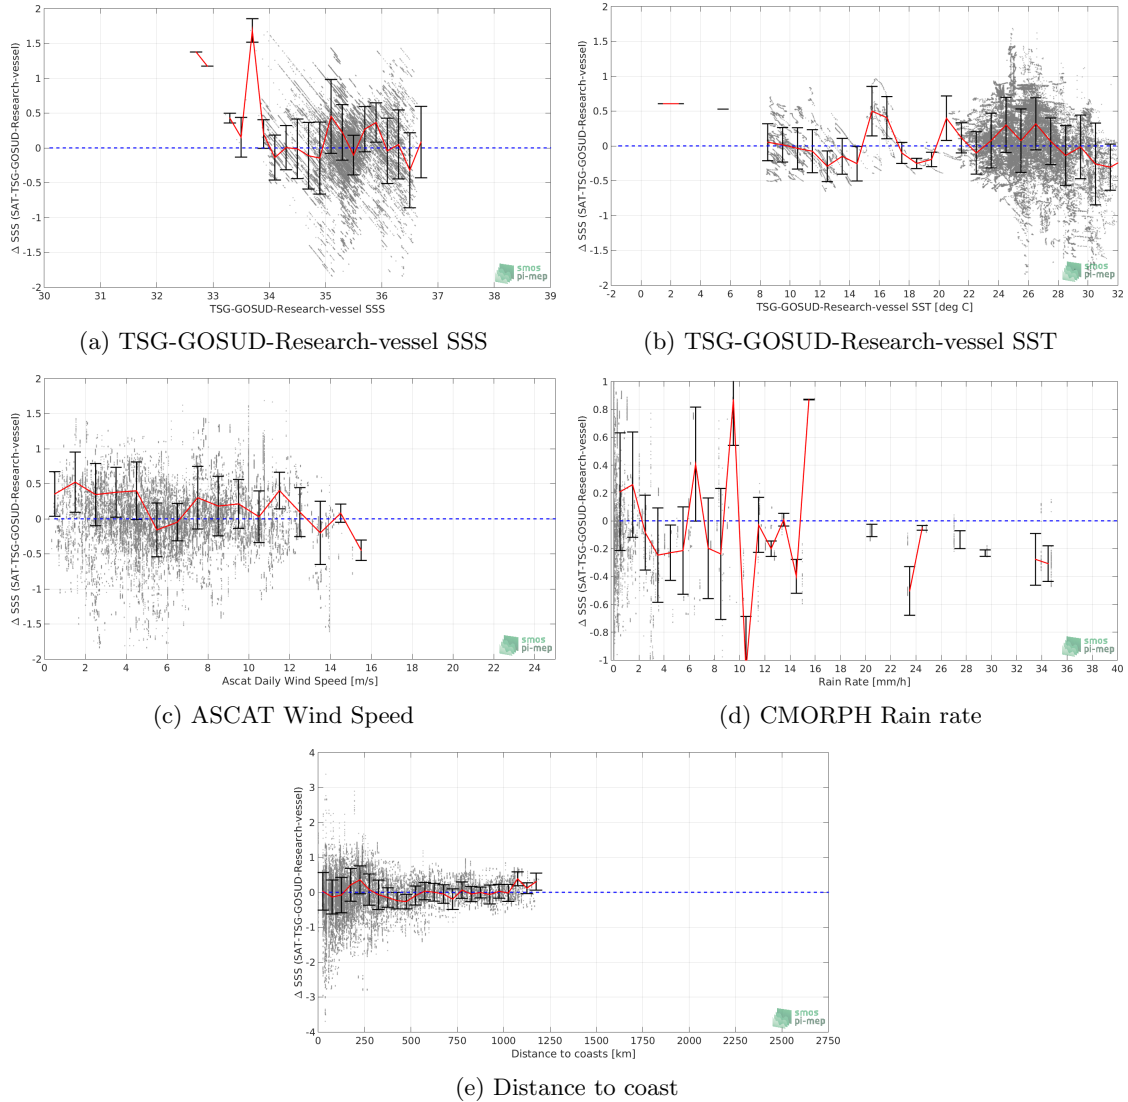 Δ SSS (SAT-TSG-GOSUD-Research-vessel)
2
1.5
1
0.5
0
-0.5
-1
-1.5
-2
30 31 32 33 34 35 36 37 38 39
TSG-GOSUD-Research-vessel SSS
smos
pi-mep
(a) TSG-GOSUD-Research-vessel SSS
Δ SSS (SAT-TSG-GOSUD-Research-vessel)
2
1.5
1
0.5
0
-0.5
-1
-1.5
-2
-2 0 2 4 6 8 10 12 14 16 18 20 22 24 26 28 30 32
TSG-GOSUD-Research-vessel SST [deg C]
smos
pi-mep
(b) TSG-GOSUD-Research-vessel SST
Δ SSS (SAT-TSG-GOSUD-Research-vessel)
2
1.5
1
0.5
0
-0.5
-1
-1.5
-2
0 2 4 6 8 10 12 14 16 18 20 22 24
Ascat Daily Wind Speed [m/s]
smos
pi-mep
(c) ASCAT Wind Speed
Δ SSS (SAT-TSG-GOSUD-Research-vessel)
1
0.8
0.6
0.4
0.2
0
-0.2
-0.4
-0.6
-0.8
-1
0 2 4 6 8 10 12 14 16 18 20 22 24 26 28 30 32 34 36 38 40
Rain Rate [mm/h]
smos
pi-mep
(d) CMORPH Rain rate
Δ SSS (SAT-TSG-GOSUD-Research-vessel)
4
3
2
1
0
-1
-2
-3
-4
0 250 500 750 1000 1250 1500 1750 2000 2250 2500 2750
Distance to coasts [km]
smos
pi-mep
(e) Distance to coast